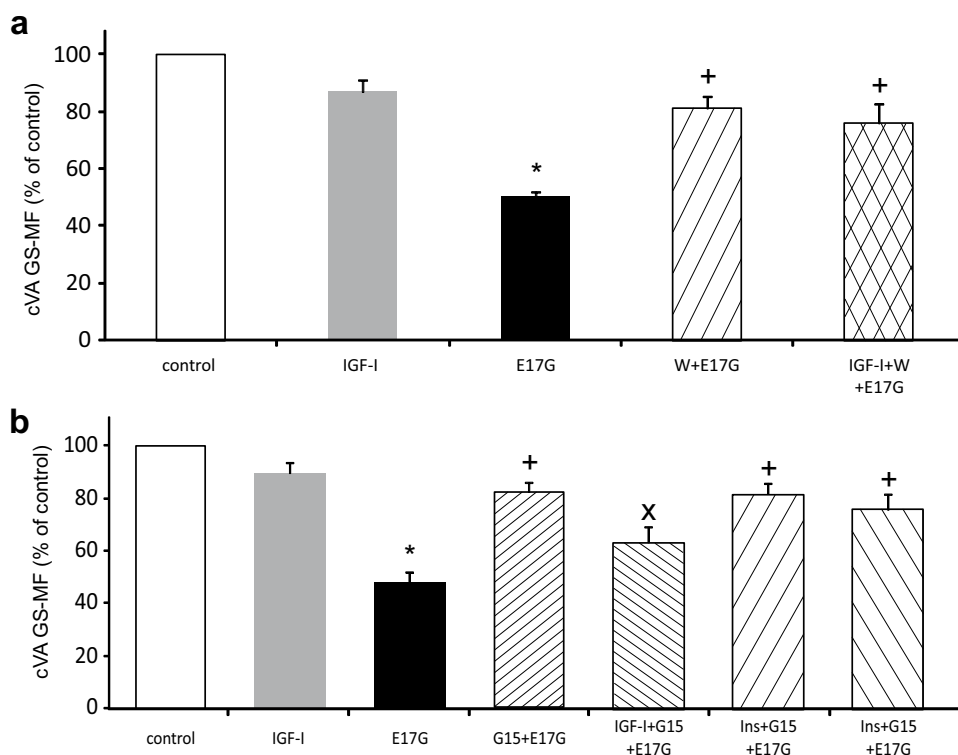 a
cVA GS-MF (% of control)
100
80
60
40
20
0
*
+
+
control
IGF-I
E17G
W+E17G
IGF-I+W
+E17G
b
cVA GS-MF (% of control)
100
80
60
40
20
0
*
+
x
+
+
control
IGF-I
E17G
G15+E17G
IGF-I+G15
+E17G
Ins+G15
+E17G
Ins+G15
+E17G